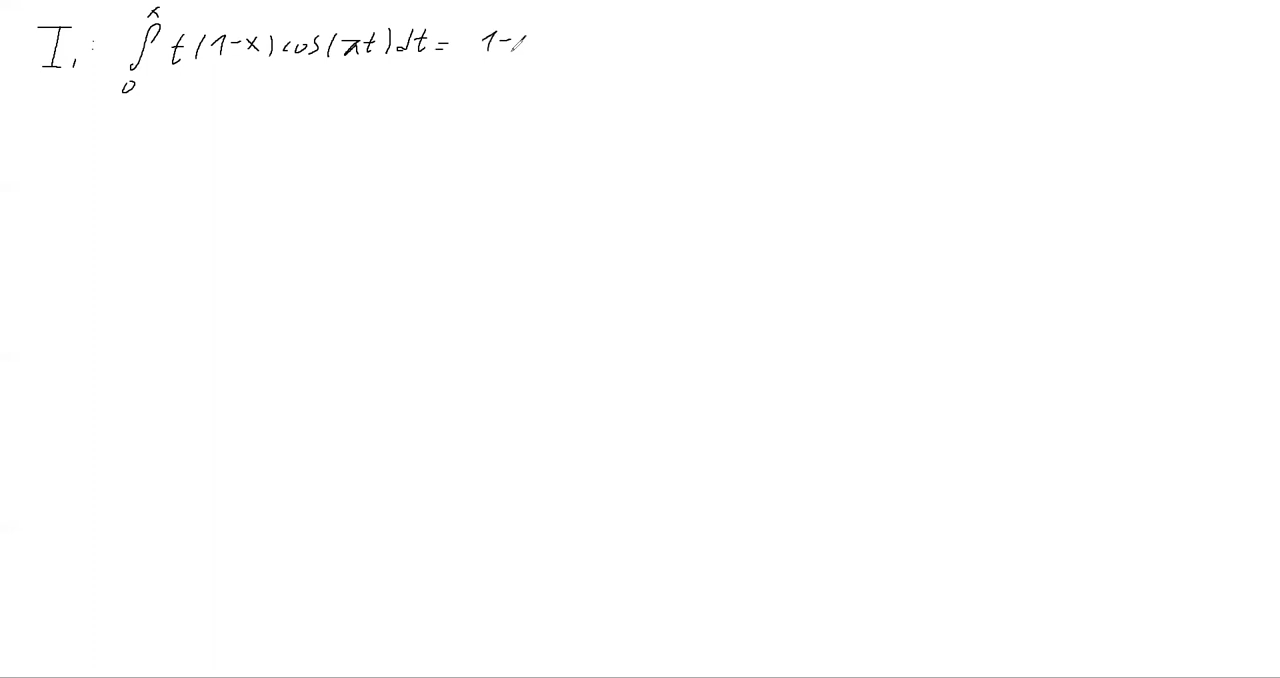 I₁: ∫₀ˣ t(1-x)cos(πt)dt = 1-